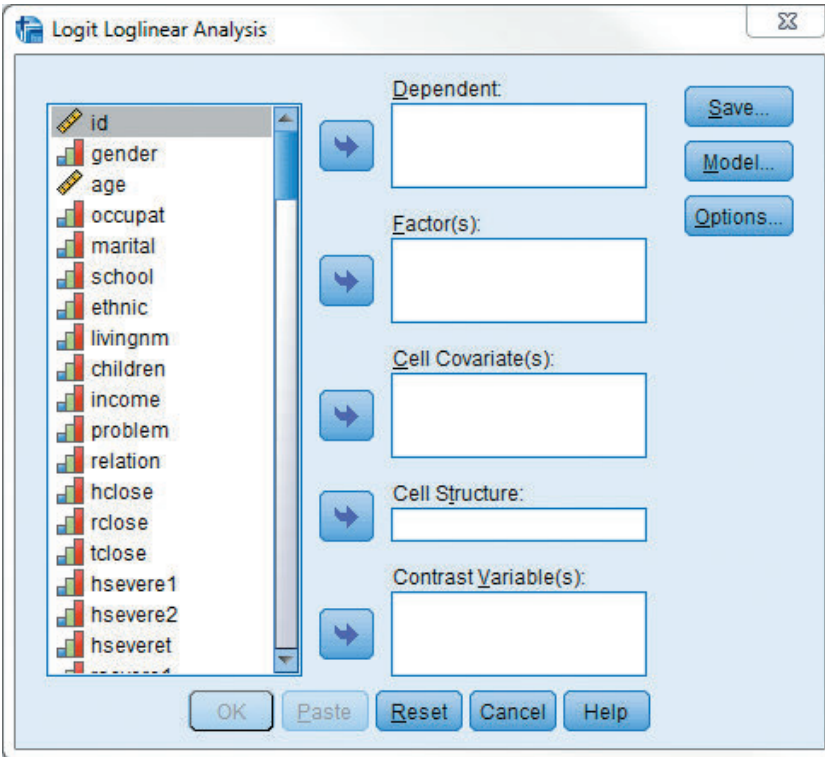 Logit Loglinear Analysis
id
gender
age
occupat
marital
school
ethnic
livingnm
children
income
problem
relation
hclose
rclose
tclose
hsevere1
hsevere2
hseveret
Dependent:
Factor(s):
Cell Covariate(s):
Cell Structure:
Contrast Variable(s):
Save...
Model...
Options...
OK Paste Reset Cancel Help